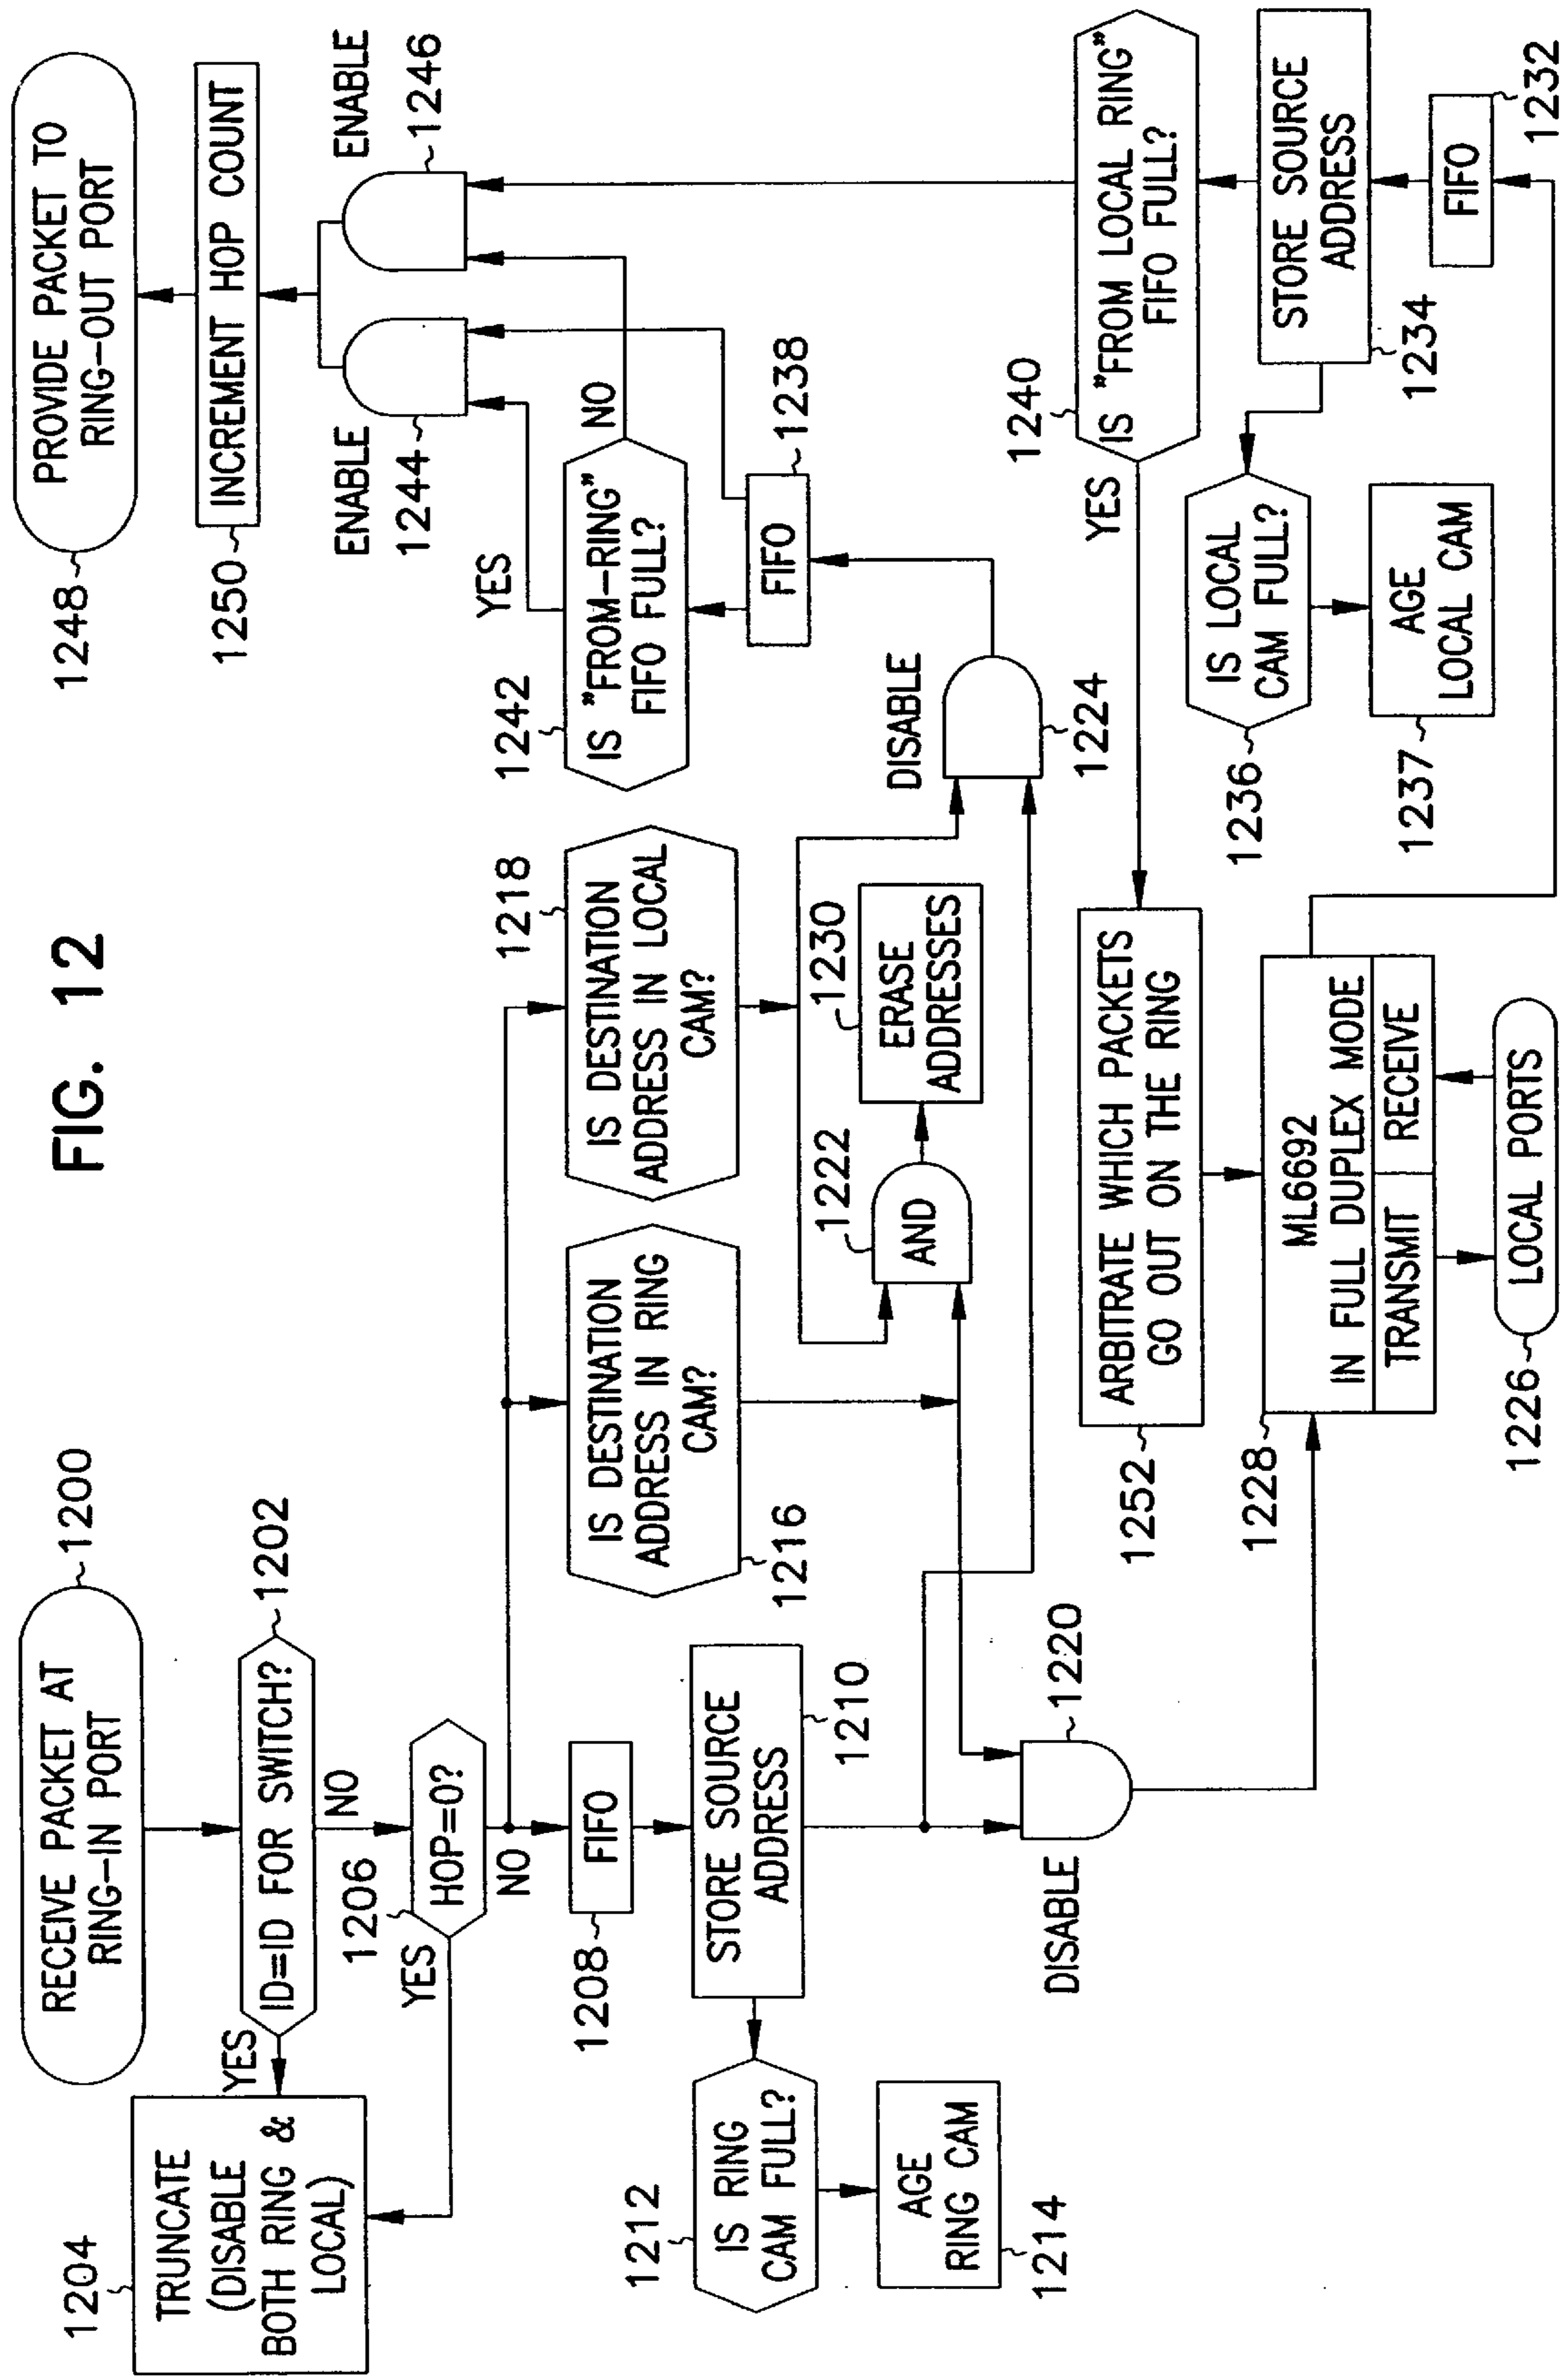 FIG. 12
RECEIVE PACKET AT
RING-IN PORT
1200
ID=ID FOR SWITCH?
1202
YES
NO
TRUNCATE
(DISABLE
BOTH RING &
LOCAL)
1204
HOP=0?
1206
YES
NO
FIFO
1208
STORE SOURCE
ADDRESS
1210
IS RING
CAM FULL?
1212
AGE
RING CAM
1214
IS DESTINATION
ADDRESS IN RING
CAM?
1216
IS DESTINATION
ADDRESS IN LOCAL
CAM?
1218
DISABLE
1220
AND
1222
ERASE
ADDRESSES
1230
DISABLE
1224
ARBITRATE WHICH PACKETS
GO OUT ON THE RING
1252
ML6692
IN FULL DUPLEX MODE
TRANSMIT
RECEIVE
1228
LOCAL PORTS
1226
PROVIDE PACKET TO
RING-OUT PORT
1248
INCREMENT HOP COUNT
1250
ENABLE
1244
ENABLE
1246
IS "FROM-RING"
FIFO FULL?
1242
YES
NO
FIFO
1238
IS "FROM LOCAL RING"
FIFO FULL?
1240
YES
IS LOCAL
CAM FULL?
1236
AGE
LOCAL CAM
1237
STORE SOURCE
ADDRESS
1234
FIFO
1232